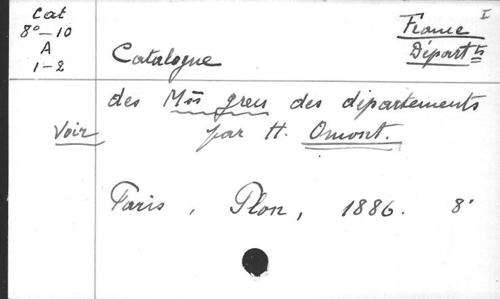 Cat
8°-10
A
1-2
France I
Départts
Catalogue
des Mss grecs des départements
Voir par H. Omont.
Paris, Plon, 1886. 8°